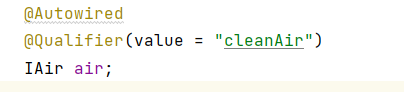 @Autowired
@Qualifier(value = "cleanAir")
IAir air;